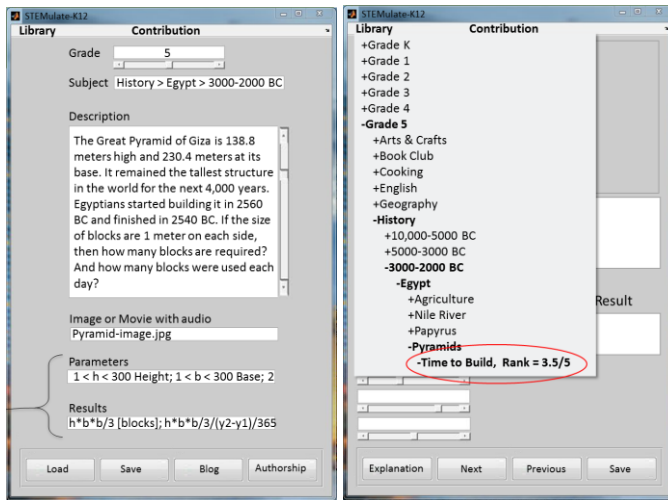 STEMulate-K12
Library Contribution
Grade 5
Subject History > Egypt > 3000-2000 BC
Description
The Great Pyramid of Giza is 138.8
meters high and 230.4 meters at its
base. It remained the tallest structure
in the world for the next 4,000 years.
Egyptians started building it in 2560
BC and finished in 2540 BC. If the size
of blocks are 1 meter on each side,
then how many blocks are required?
And how many blocks were used each
day?
Image or Movie with audio
Pyramid-image.jpg
Parameters
1 < h < 300 Height; 1 < b < 300 Base; 2
Results
h*b*b/3 [blocks]; h*b*b/3/(y2-y1)/365
Load Save Blog Authorship
STEMulate-K12
Library Contribution
+Grade K
+Grade 1
+Grade 2
+Grade 3
+Grade 4
-Grade 5
+Arts & Crafts
+Book Club
+Cooking
+English
+Geography
-History
+10,000-5000 BC
+5000-3000 BC
-3000-2000 BC
-Egypt
+Agriculture
+Nile River
+Papyrus
-Pyramids
-Time to Build, Rank = 3.5/5
Result
Explanation Next Previous Save